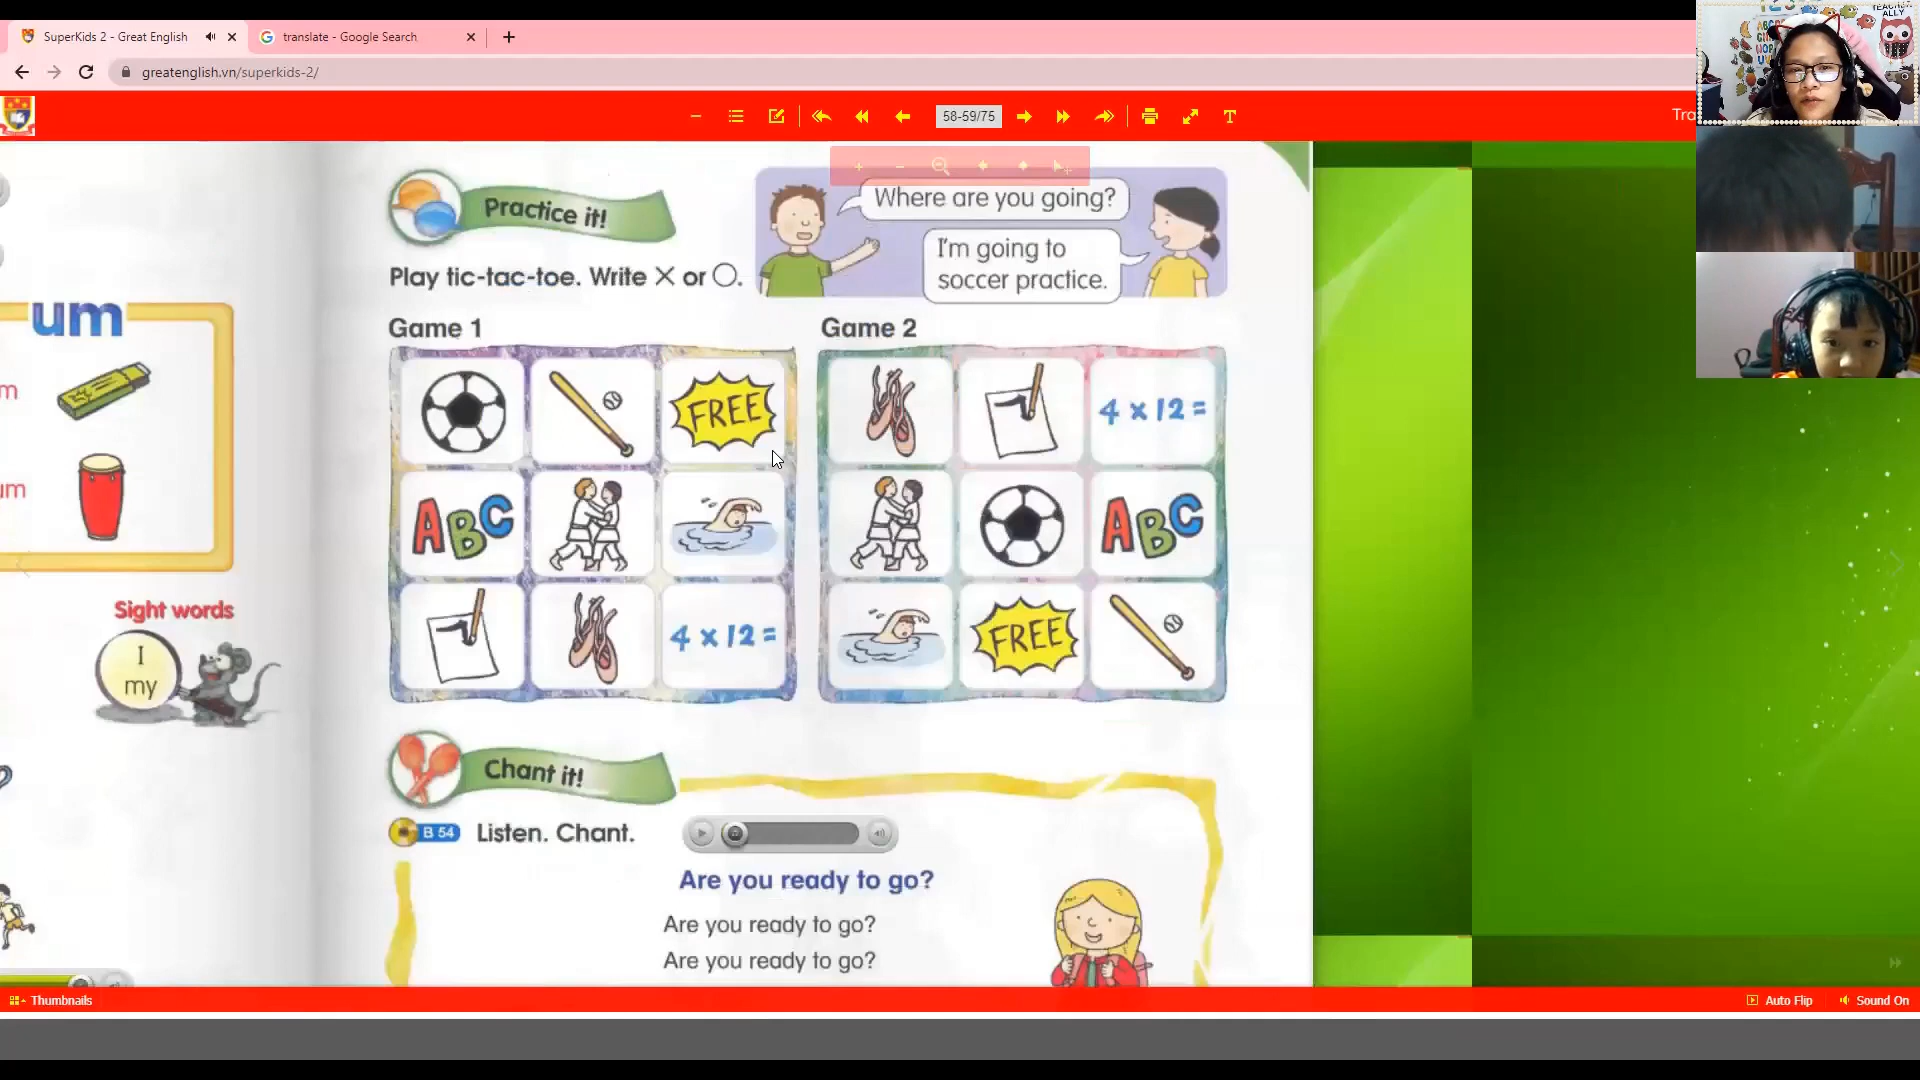 SuperKids 2 - Great English
translate - Google Search
greatenglish.vn/superkids-2/
58-59/75
T
Tra
TEACHER
ALLY
Practice it!
Where are you going?
I'm going to
soccer practice.
Play tic-tac-toe. Write × or ○.
um
m
um
Sight words
I
my
Game 1
Game 2
FREE
4 x 12 =
ABC
ABC
4 x 12 =
FREE
Chant it!
B 54 Listen. Chant.
Are you ready to go?
Are you ready to go?
Are you ready to go?
Thumbnails
Auto Flip
Sound On